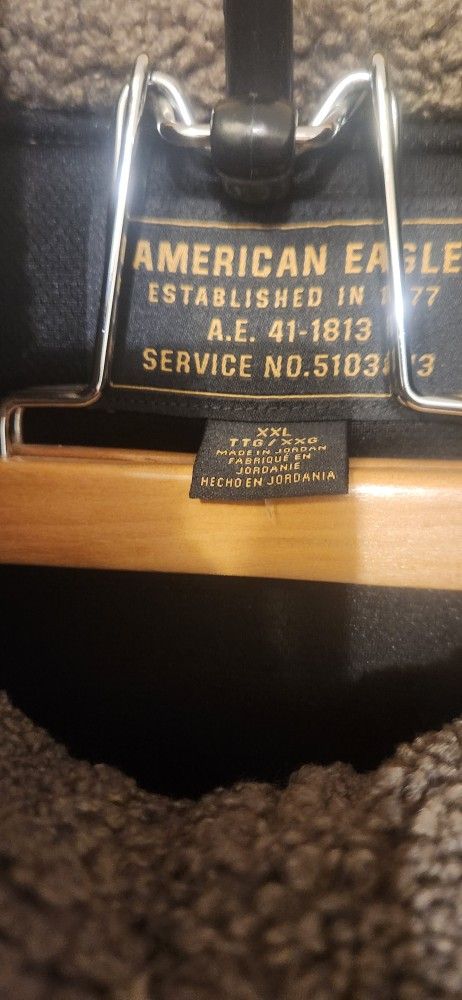 AMERICAN EAGLE
ESTABLISHED IN 1977
A.E. 41-1813
SERVICE
XXL
TTG/XXG
MADE IN JORDAN
FABRIQUÉ EN
JORDANIE
HECHO EN JORDANIA